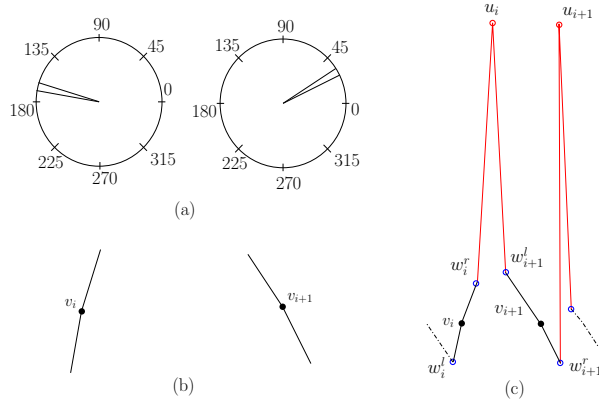 90
135
45
180
0
225
315
270
90
135
45
180
0
225
315
270
(a)
v_i
v_{i+1}
(b)
u_i
u_{i+1}
w_i^r
w_{i+1}^l
v_i
v_{i+1}
w_i^l
w_{i+1}^r
(c)